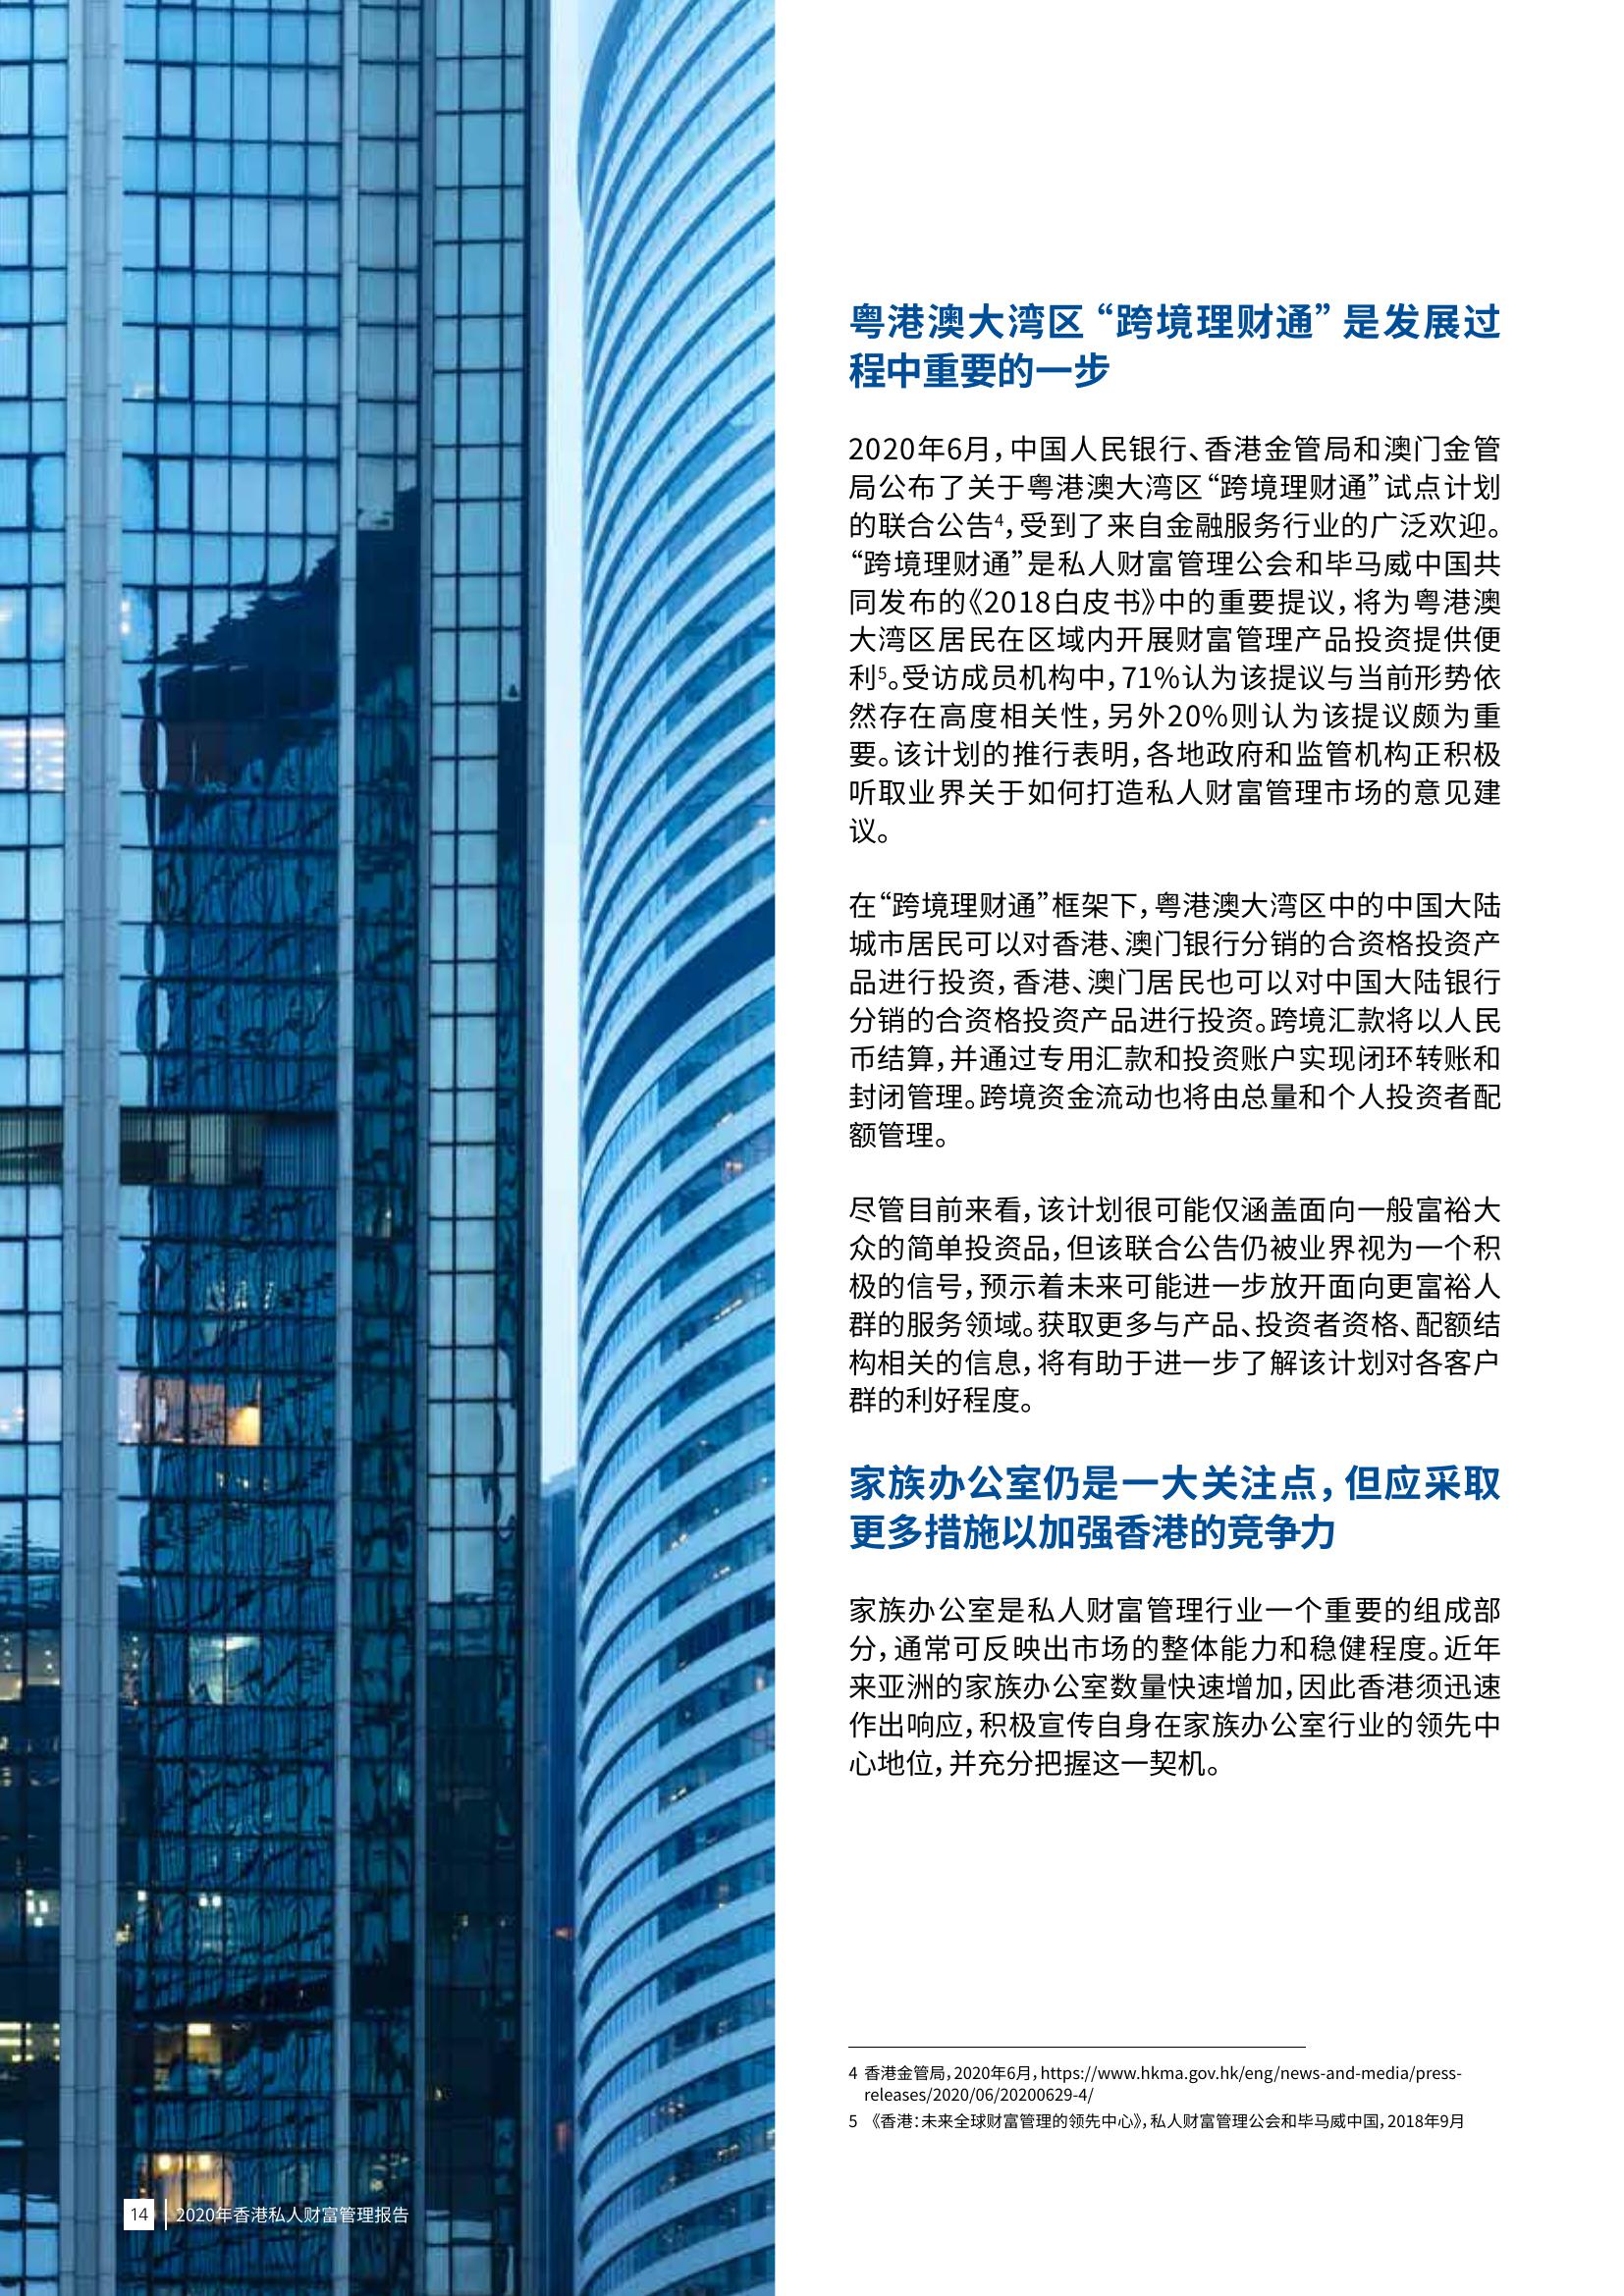 粤港澳大湾区“跨境理财通”是发展过
程中重要的一步
2020年6月，中国人民银行、香港金管局和澳门金管
局公布了关于粤港澳大湾区“跨境理财通”试点计划
的联合公告4，受到了来自金融服务行业的广泛欢迎。
“跨境理财通”是私人财富管理公会和毕马威中国共
同发布的《2018白皮书》中的重要提议，将为粤港澳
大湾区居民在区域内开展财富管理产品投资提供便
利5。受访成员机构中，71%认为该提议与当前形势依
然存在高度相关性，另外20%则认为该提议颇为重
要。该计划的推行表明，各地政府和监管机构正积极
听取业界关于如何打造私人财富管理市场的意见建
议。
在“跨境理财通”框架下，粤港澳大湾区中的中国大陆
城市居民可以对香港、澳门银行分销的合资格投资产
品进行投资，香港、澳门居民也可以对中国大陆银行
分销的合资格投资产品进行投资。跨境汇款将以人民
币结算，并通过专用汇款和投资账户实现闭环转账和
封闭管理。跨境资金流动也将由总量和个人投资者配
额管理。
尽管目前来看，该计划很可能仅涵盖面向一般富裕大
众的简单投资品，但该联合公告仍被业界视为一个积
极的信号，预示着未来可能进一步放开面向更富裕人
群的服务领域。获取更多与产品、投资者资格、配额结
构相关的信息，将有助于进一步了解该计划对各客户
群的利好程度。
家族办公室仍是一大关注点，但应采取
更多措施以加强香港的竞争力
家族办公室是私人财富管理行业一个重要的组成部
分，通常可反映出市场的整体能力和稳健程度。近年
来亚洲的家族办公室数量快速增加，因此香港须迅速
作出响应，积极宣传自身在家族办公室行业的领先中
心地位，并充分把握这一契机。
4 香港金管局，2020年6月，https://www.hkma.gov.hk/eng/news-and-media/press-
releases/2020/06/20200629-4/
5 《香港：未来全球财富管理的领先中心》，私人财富管理公会和毕马威中国，2018年9月
14 2020年香港私人财富管理报告